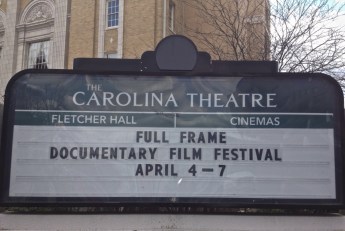 THE
CAROLINA THEATRE
FLETCHER HALL CINEMAS
FULL FRAME
DOCUMENTARY FILM FESTIVAL
APRIL 4-7